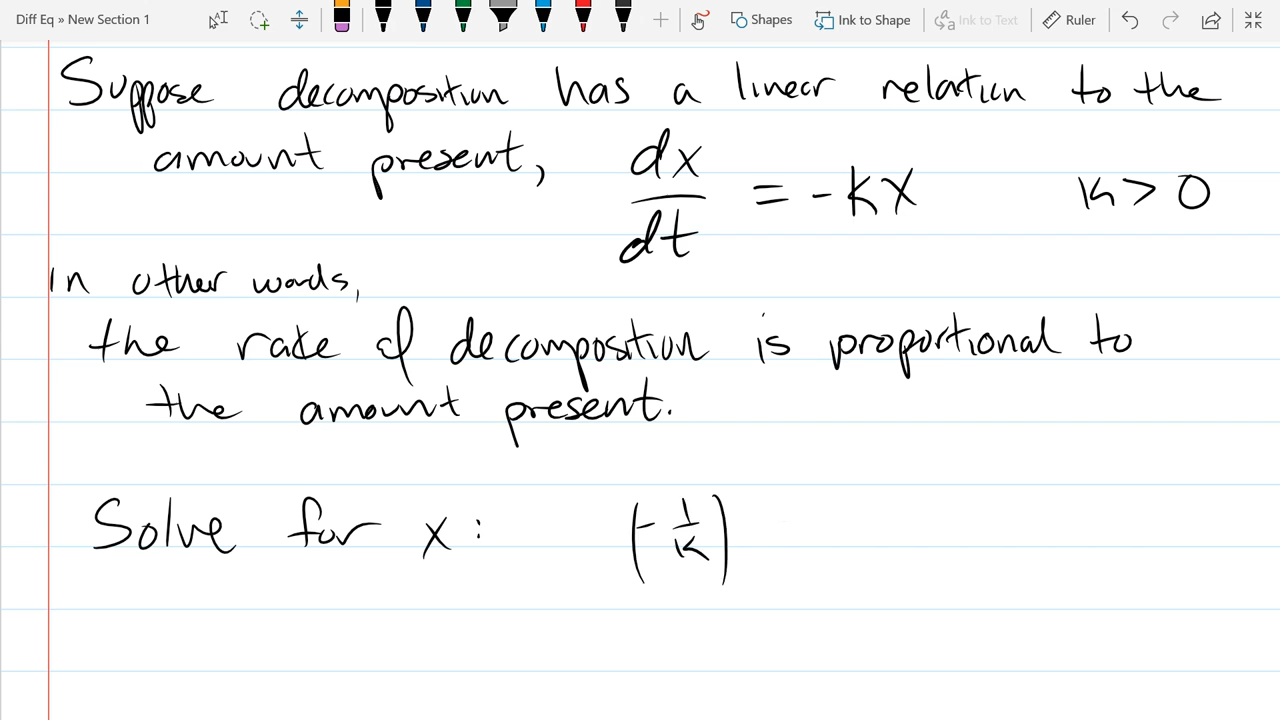 Diff Eq » New Section 1
Shapes
Ink to Shape
Ink to Text
Ruler
Suppose decomposition has a linear relation to the
amount present, dx/dt = -kx k > 0
In other words,
the rate of decomposition is proportional to
the amount present.
Solve for x: (- 1/k)